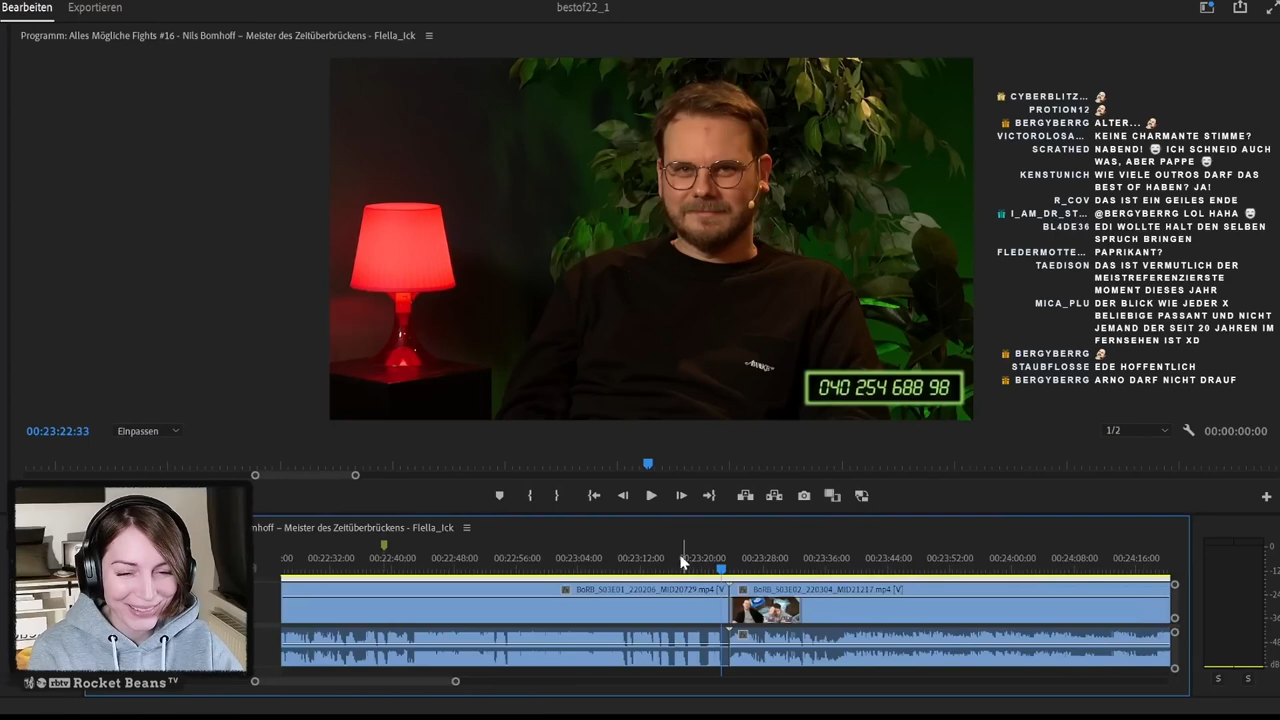 Bearbeiten
Exportieren
bestof22_1
Programm: Alles Mögliche Fights #16 - Nils Bomhoff – Meister des Zeitüberbrückens - Flella_Ick
CYBERBLITZ...
PROTION12
BERGYBERRG ALTER...
VICTOROLOSA... KEINE CHARMANTE STIMME?
SCRATHED NABEND! ICH SCHNEID AUCH
WAS, ABER PAPPE
KENSTUNICH WIE VIELE OUTROS DARF DAS
BEST OF HABEN? JA!
R_COV DAS IST EIN GEILES ENDE
I_AM_DR_ST... @BERGYBERRG LOL HAHA
BL4DE36 EDI WOLLTE HALT DEN SELBEN
SPRUCH BRINGEN
FLEDERMOTTE... PAPRIKANT?
TAEDISON DAS IST VERMUTLICH DER
MEISTREFERENZIERSTE
MOMENT DIESES JAHR
MICA_PLU DER BLICK WIE JEDER X
BELIEBIGE PASSANT UND NICHT
JEMAND DER SEIT 20 JAHREN IM
FERNSEHEN IST XD
BERGYBERRG
STAUBFLOSSE EDE HOFFENTLICH
BERGYBERRG ARNO DARF NICHT DRAUF
040 254 688 98
00:23:22:33
Einpassen
1/2
00:00:00:00
mhoff – Meister des Zeitüberbrückens - Flella_Ick
:00 00:22:32:00 00:22:40:00 00:22:48:00 00:22:56:00 00:23:04:00 00:23:12:00 00:23:20:00 00:23:28:00 00:23:36:00 00:23:44:00 00:23:52:00 00:24:00:00 00:24:08:00 00:24:16:00
BoRB_S03E01_220206_MID20729.mp4 [V
BoRB_S03E02_220304_MID21217.mp4 [V]
0
-12
-24
-36
-48
dB
S S
rbtv Rocket Beans TV